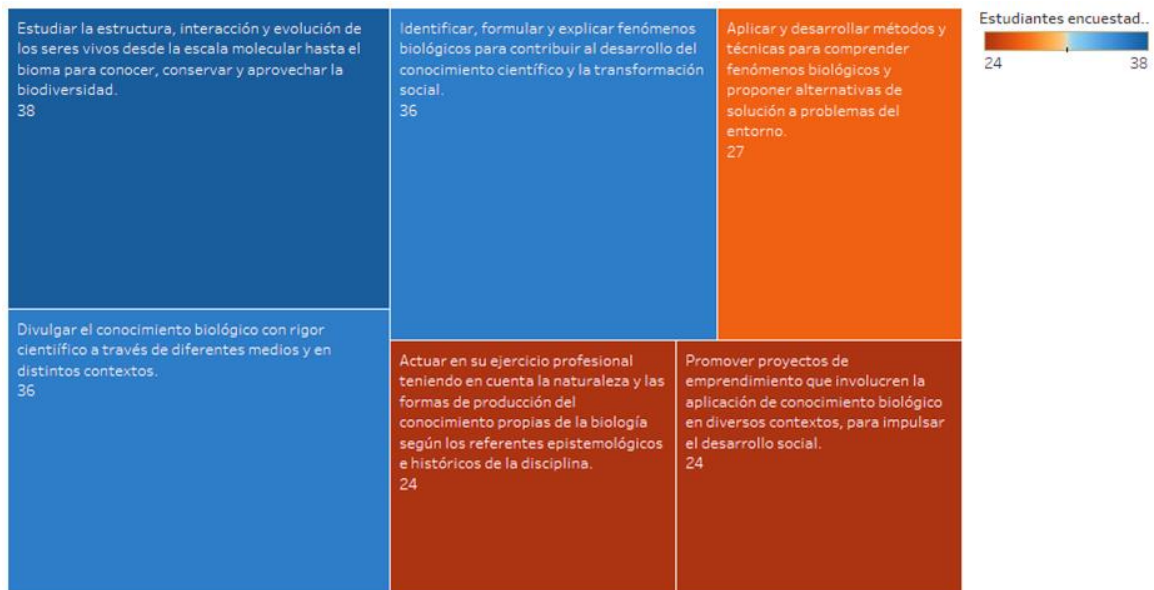 Estudiar la estructura, interacción y evolución de
los seres vivos desde la escala molecular hasta el
bioma para conocer, conservar y aprovechar la
biodiversidad.
38
Identificar, formular y explicar fenómenos
biológicos para contribuir al desarrollo del
conocimiento científico y la transformación
social.
36
Aplicar y desarrollar métodos y
técnicas para comprender
fenómenos biológicos y
proponer alternativas de
solución a problemas del
entorno.
27
Estudiantes encuestad..
24 38
Divulgar el conocimiento biológico con rigor
cientiífico a través de diferentes medios y en
distintos contextos.
36
Actuar en su ejercicio profesional
teniendo en cuenta la naturaleza y las
formas de producción del
conocimiento propias de la biología
según los referentes epistemológicos
e históricos de la disciplina.
24
Promover proyectos de
emprendimiento que involucren la
aplicación de conocimiento biológico
en diversos contextos, para impulsar
el desarrollo social.
24